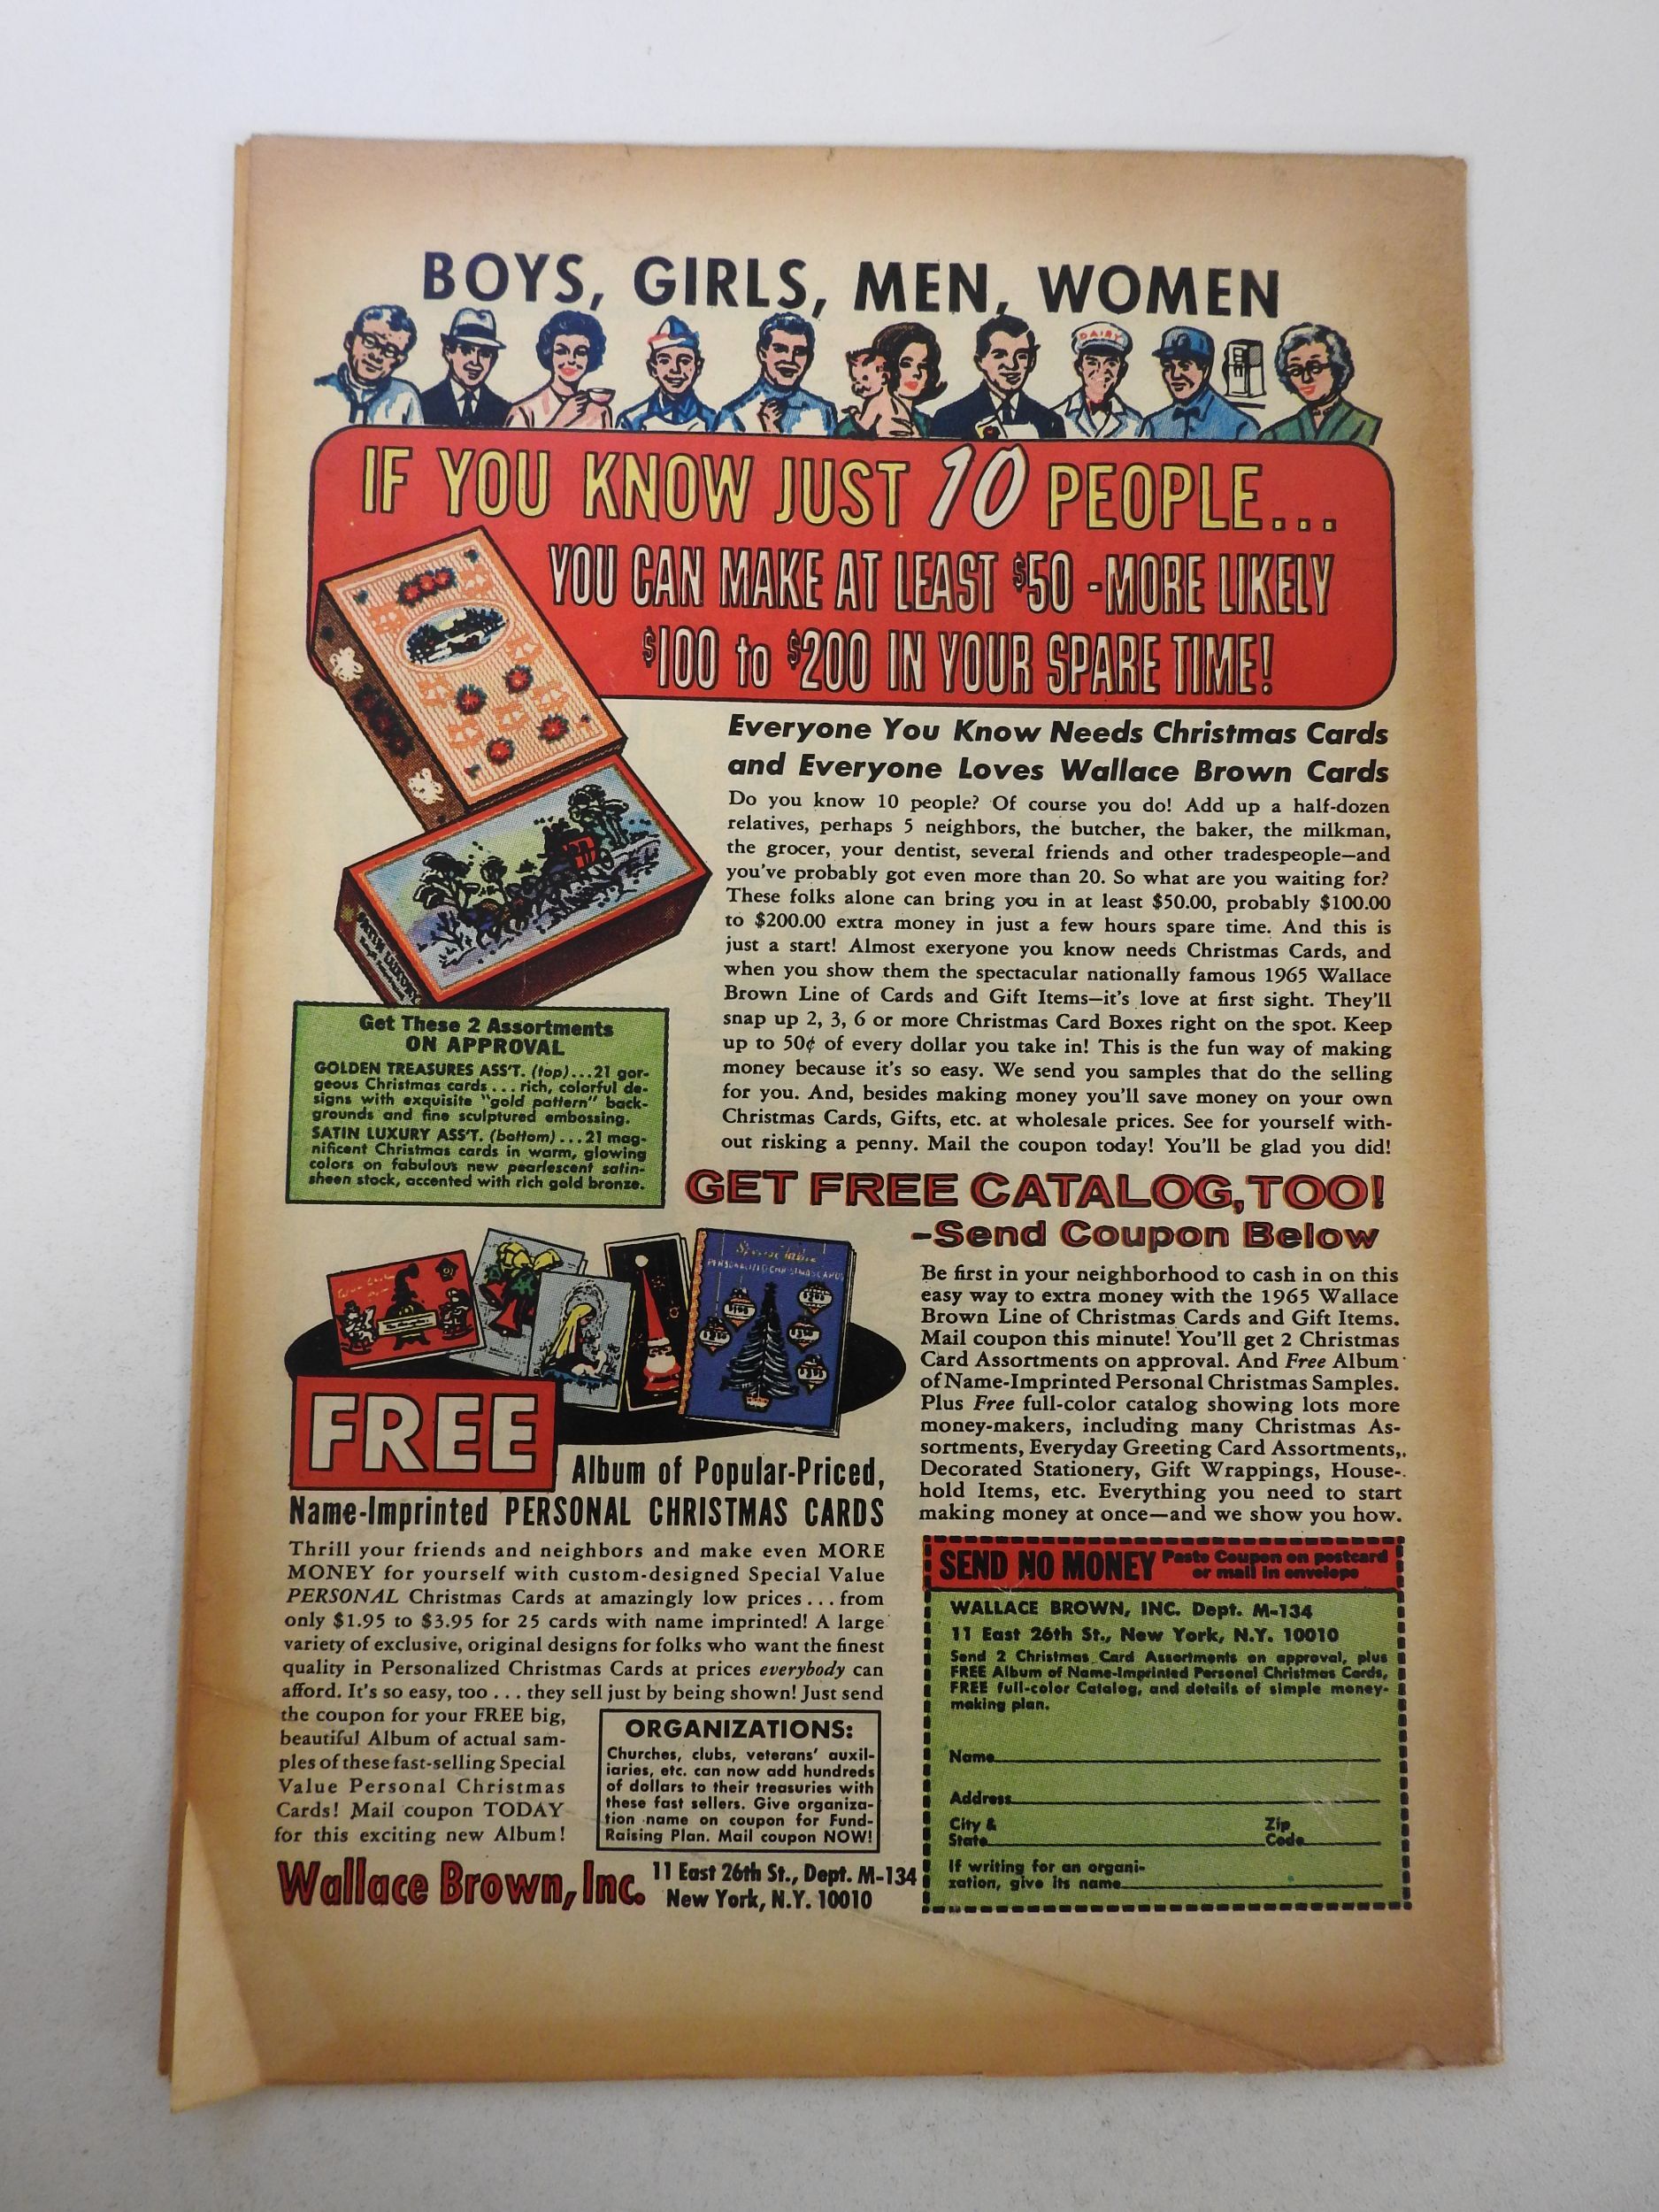 BOYS, GIRLS, MEN, WOMEN
DAIRY
IF YOU KNOW JUST 10 PEOPLE...
YOU CAN MAKE AT LEAST $50 -MORE LIKELY
$100 to $200 IN YOUR SPARE TIME!
Everyone You Know Needs Christmas Cards
and Everyone Loves Wallace Brown Cards
Do you know 10 people? Of course you do! Add up a half-dozen
relatives, perhaps 5 neighbors, the butcher, the baker, the milkman,
the grocer, your dentist, several friends and other tradespeople—and
you've probably got even more than 20. So what are you waiting for?
These folks alone can bring you in at least $50.00, probably $100.00
to $200.00 extra money in just a few hours spare time. And this is
just a start! Almost exeryone you know needs Christmas Cards, and
when you show them the spectacular nationally famous 1965 Wallace
Brown Line of Cards and Gift Items—it's love at first sight. They'll
snap up 2, 3, 6 or more Christmas Card Boxes right on the spot. Keep
up to 50¢ of every dollar you take in! This is the fun way of making
money because it's so easy. We send you samples that do the selling
for you. And, besides making money you'll save money on your own
Christmas Cards, Gifts, etc. at wholesale prices. See for yourself with-
out risking a penny. Mail the coupon today! You'll be glad you did!
SATIN LUXURY
Get These 2 Assortments
ON APPROVAL
GOLDEN TREASURES ASS'T. (top)...21 gor-
geous Christmas cards ... rich, colorful de-
signs with exquisite "gold pattern" back-
grounds and fine sculptured embossing.
SATIN LUXURY ASS'T. (bottom) ... 21 mag-
nificent Christmas cards in warm, glowing
colors on fabulous new pearlescent satin-
sheen stock, accented with rich gold bronze.
GET FREE CATALOG,TOO!
-Send Coupon Below
Be first in your neighborhood to cash in on this
easy way to extra money with the 1965 Wallace
Brown Line of Christmas Cards and Gift Items.
Mail coupon this minute! You'll get 2 Christmas
Card Assortments on approval. And Free Album
of Name-Imprinted Personal Christmas Samples.
Plus Free full-color catalog showing lots more
money-makers, including many Christmas As-
sortments, Everyday Greeting Card Assortments,
Decorated Stationery, Gift Wrappings, House-
hold Items, etc. Everything you need to start
making money at once—and we show you how.
Special Value
PERSONALIZED CHRISTMAS CARDS
FREE
Album of Popular-Priced,
Name-Imprinted PERSONAL CHRISTMAS CARDS
Thrill your friends and neighbors and make even MORE
MONEY for yourself with custom-designed Special Value
PERSONAL Christmas Cards at amazingly low prices ... from
only $1.95 to $3.95 for 25 cards with name imprinted! A large
variety of exclusive, original designs for folks who want the finest
quality in Personalized Christmas Cards at prices everybody can
afford. It's so easy, too ... they sell just by being shown! Just send
the coupon for your FREE big,
beautiful Album of actual sam-
ples of these fast-selling Special
Value Personal Christmas
Cards! Mail coupon TODAY
for this exciting new Album!
ORGANIZATIONS:
Churches, clubs, veterans' auxil-
iaries, etc. can now add hundreds
of dollars to their treasuries with
these fast sellers. Give organiza-
tion name on coupon for Fund-
Raising Plan. Mail coupon NOW!
Wallace Brown, Inc. 11 East 26th St., Dept. M-134
New York, N.Y. 10010
SEND NO MONEY Paste Coupon on postcard
or mail in envelope
WALLACE BROWN, INC. Dept. M-134
11 East 26th St., New York, N.Y. 10010
Send 2 Christmas Card Assortments on approval, plus
FREE Album of Name-Imprinted Personal Christmas Cards,
FREE full-color Catalog, and details of simple money-
making plan.
Name
Address
City & Zip
State Code
If writing for an organi-
zation, give its name